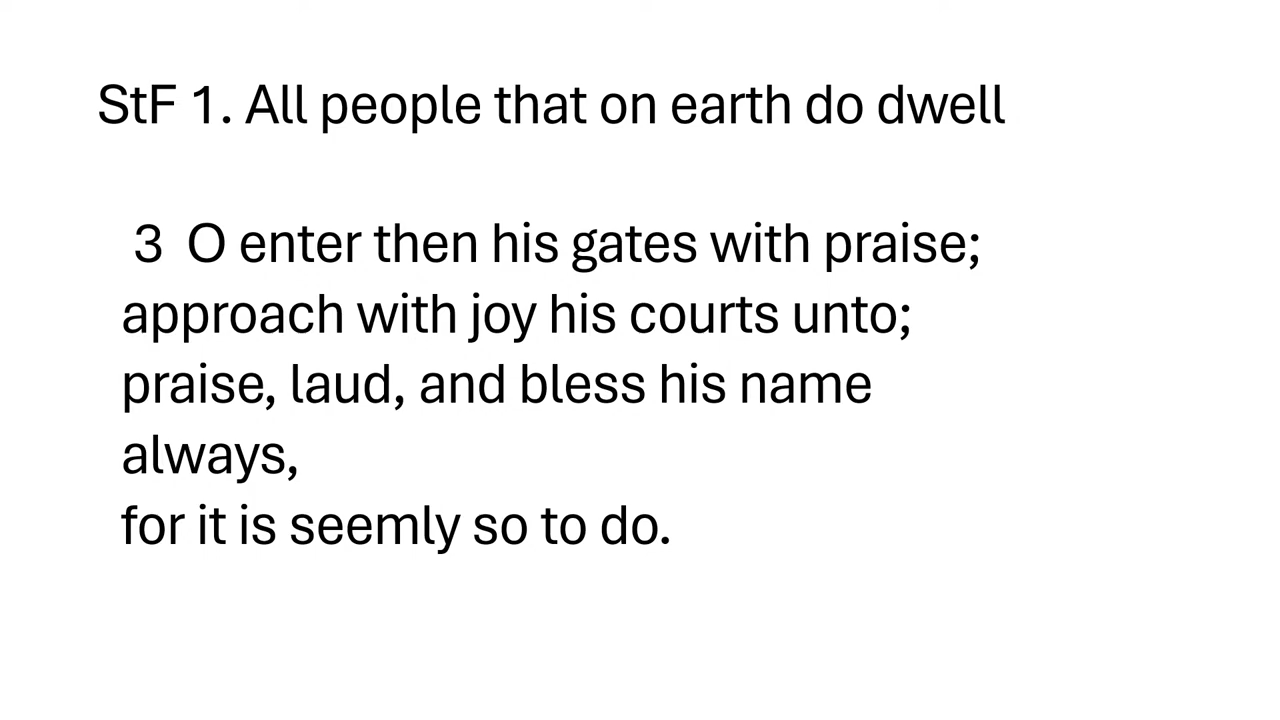 StF 1. All people that on earth do dwell
3 O enter then his gates with praise;
approach with joy his courts unto;
praise, laud, and bless his name
always,
for it is seemly so to do.